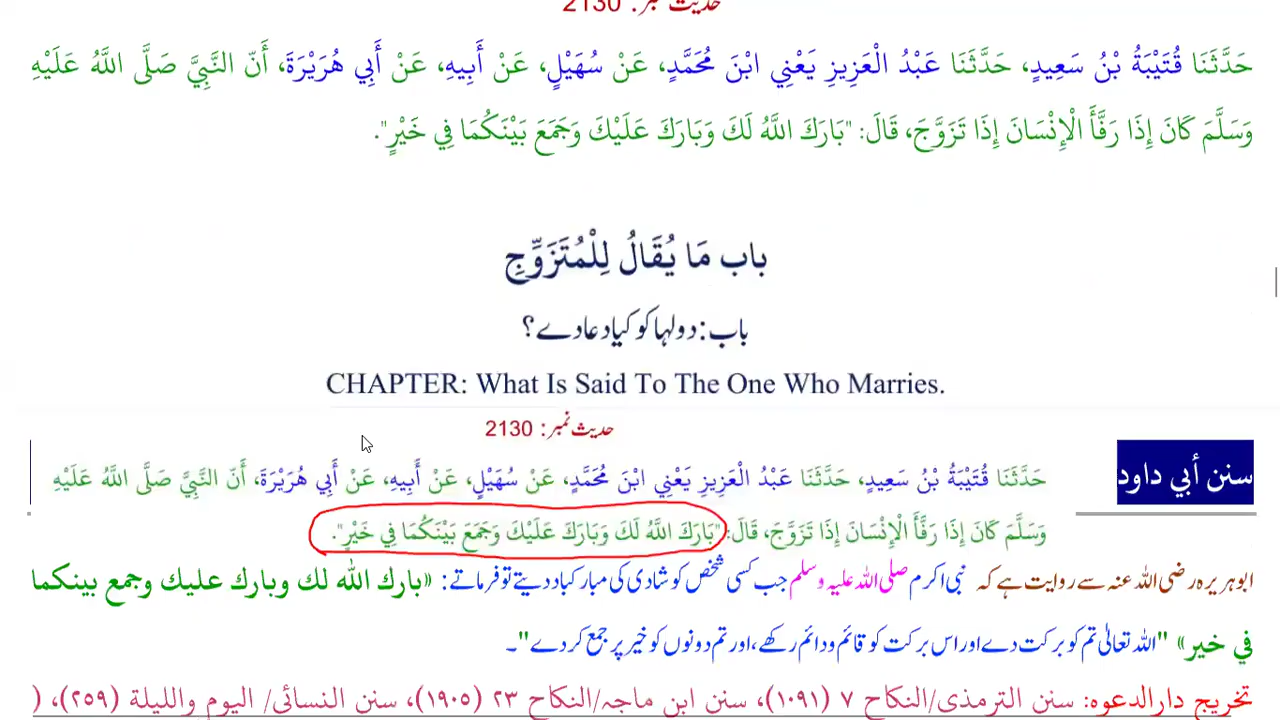 حدیث نمبر: 2130
حَدَّثَنَا قُتَيْبَةُ بْنُ سَعِيدٍ، حَدَّثَنَا عَبْدُ الْعَزِيزِ يَعْنِي ابْنَ مُحَمَّدٍ، عَنْ سُهَيْلٍ، عَنْ أَبِيهِ، عَنْ أَبِي هُرَيْرَةَ، أَنّ النَّبِيَّ صَلَّى اللَّهُ عَلَيْهِ
وَسَلَّمَ كَانَ إِذَا رَفَّأَ الْإِنْسَانَ إِذَا تَزَوَّجَ، قَالَ: "بَارَكَ اللَّهُ لَكَ وَبَارَكَ عَلَيْكَ وَجَمَعَ بَيْنَكُمَا فِي خَيْرٍ".
باب مَا يُقَالُ لِلْمُتَزَوِّجِ
باب: دولہا کو کیا دعا دے؟
CHAPTER: What Is Said To The One Who Marries.
حدیث نمبر: 2130
سنن أبي داود
حَدَّثَنَا قُتَيْبَةُ بْنُ سَعِيدٍ، حَدَّثَنَا عَبْدُ الْعَزِيزِ يَعْنِي ابْنَ مُحَمَّدٍ، عَنْ سُهَيْلٍ، عَنْ أَبِيهِ، عَنْ أَبِي هُرَيْرَةَ، أَنّ النَّبِيَّ صَلَّى اللَّهُ عَلَيْهِ
وَسَلَّمَ كَانَ إِذَا رَفَّأَ الْإِنْسَانَ إِذَا تَزَوَّجَ، قَالَ: "بَارَكَ اللَّهُ لَكَ وَبَارَكَ عَلَيْكَ وَجَمَعَ بَيْنَكُمَا فِي خَيْرٍ".
ابوہریرہ رضی اللہ عنہ سے روایت ہے کہ نبی اکرم صلی اللہ علیہ وسلم جب کسی شخص کو شادی کی مبارکباد دیتے تو فرماتے: «بارك الله لك وبارك عليك وجمع بينكما
في خير» "اللہ تعالیٰ تم کو برکت دے اور اس برکت کو قائم و دائم رکھے، اور تم دونوں کو خیر پر جمع کر دے"۔
تخریج دارالدعوہ: سنن الترمذی/النکاح ۷ (۱۰۹۱)، سنن ابن ماجہ/النکاح ۲۳ (۱۹۰۵)، سنن النسائی/ الیوم واللیلة (۲۵۹)، (